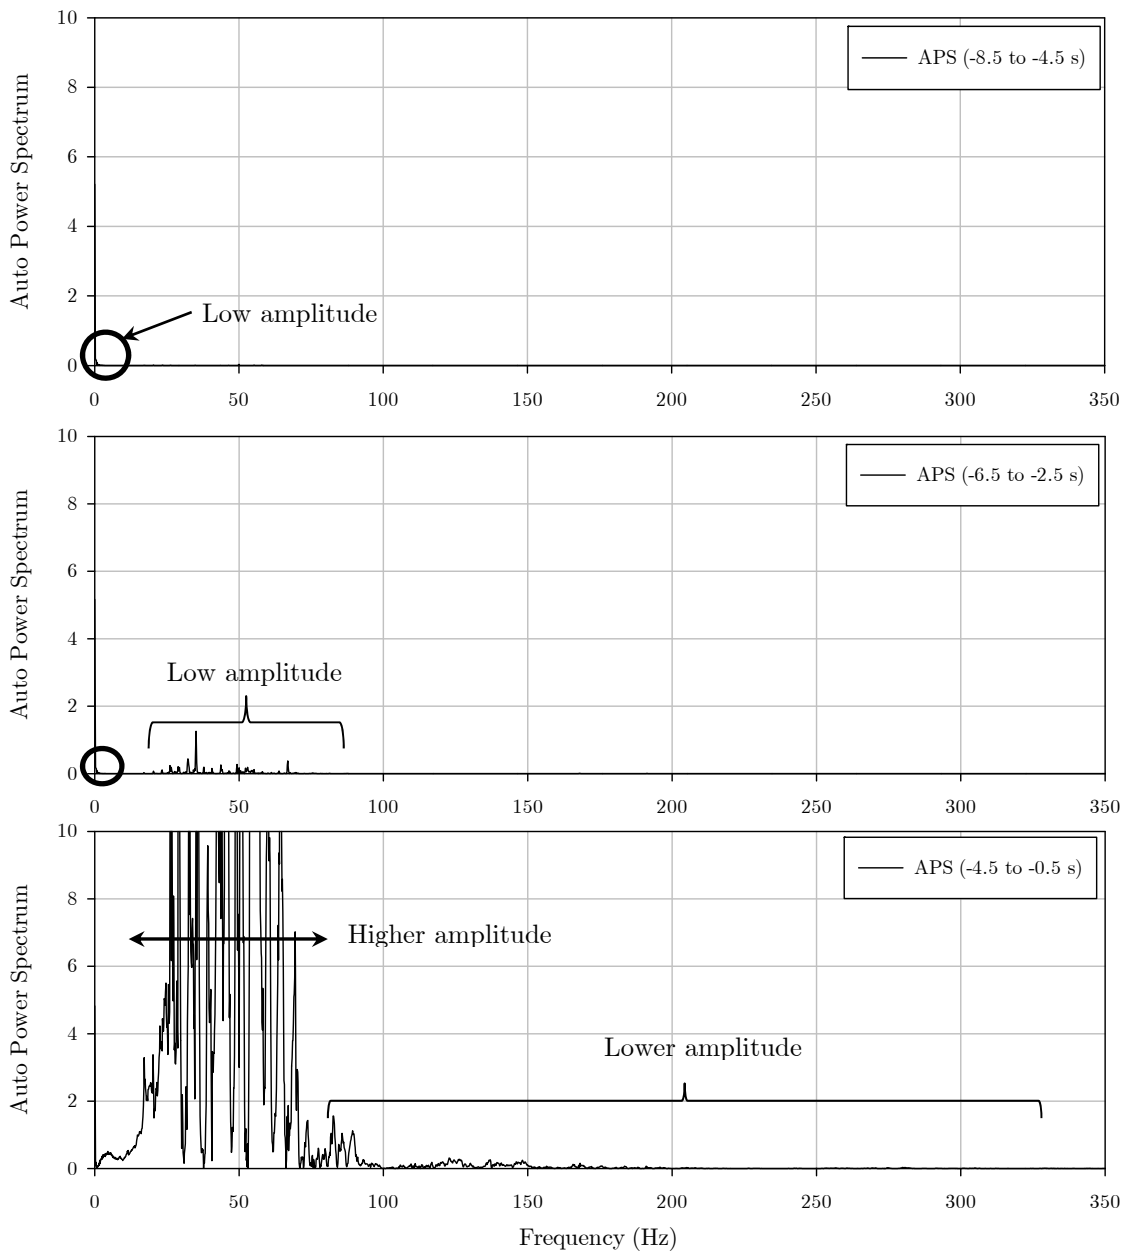 10
APS (-8.5 to -4.5 s)
8
6
4
2
0
Auto Power Spectrum
Low amplitude
0 50 100 150 200 250 300 350
10
APS (-6.5 to -2.5 s)
8
6
4
2
0
Auto Power Spectrum
Low amplitude
0 50 100 150 200 250 300 350
10
APS (-4.5 to -0.5 s)
8
6
4
2
0
Auto Power Spectrum
Higher amplitude
Lower amplitude
0 50 100 150 200 250 300 350
Frequency (Hz)